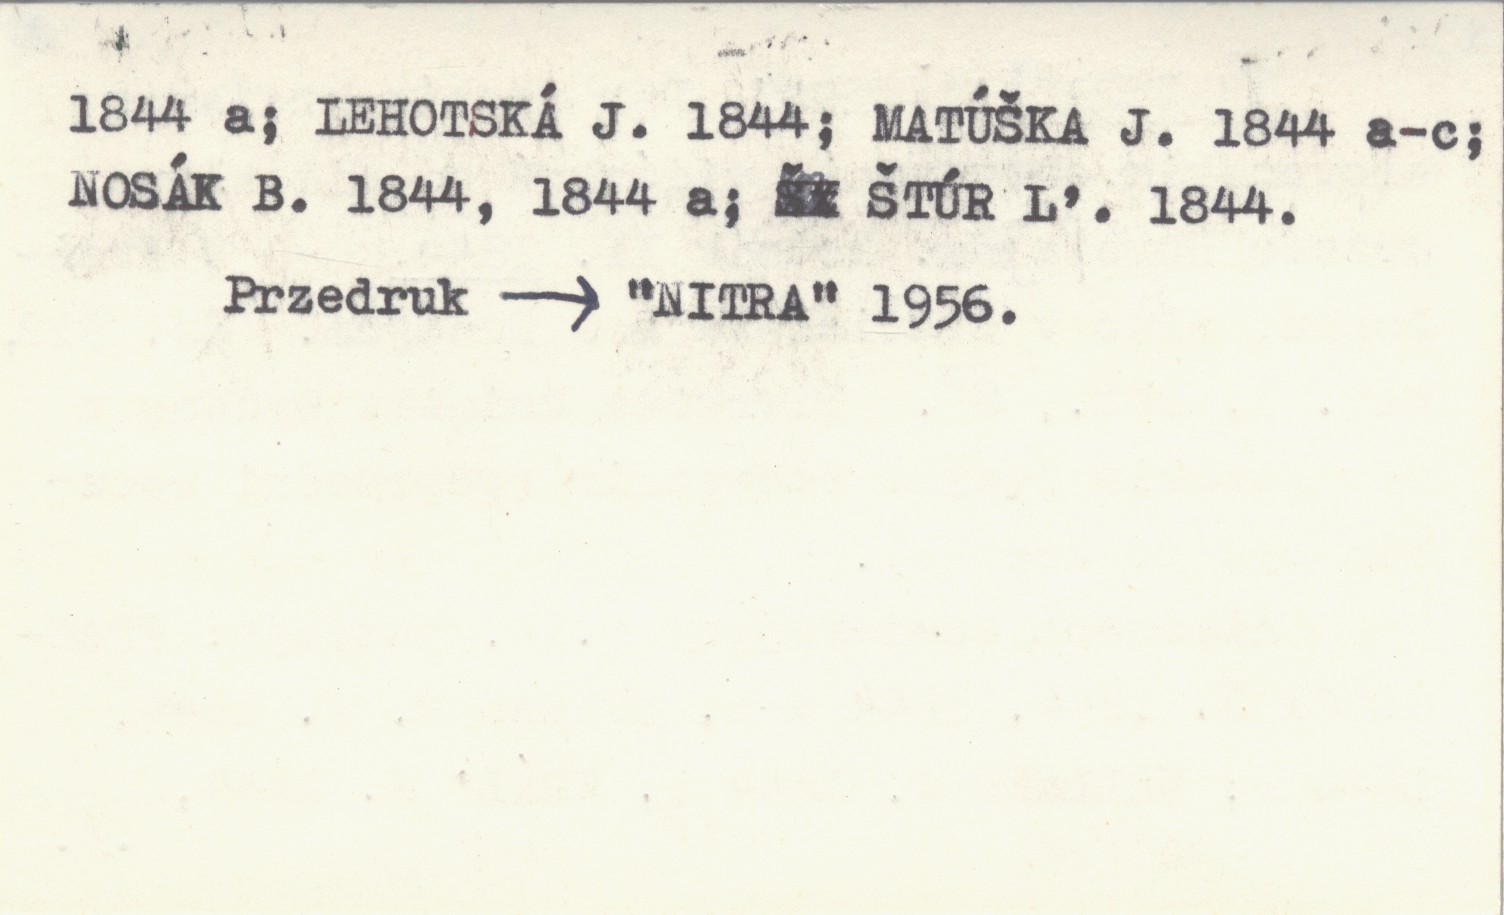 1844 a; LEHOTSKÁ J. 1844; MATÚŠKA J. 1844 a-c;
NOSÁK B. 1844, 1844 a; ŠTÚR L'. 1844.
Przedruk → "NITRA" 1956.